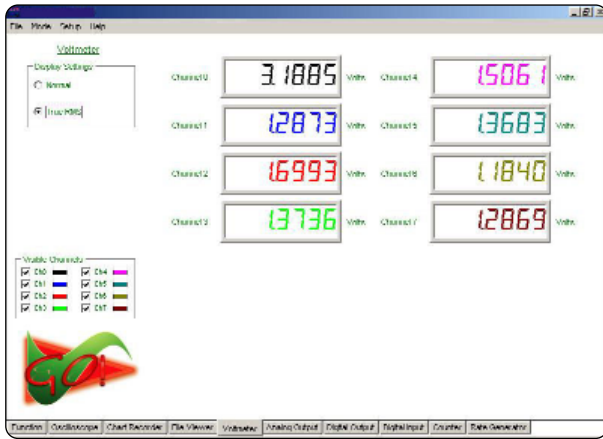 File Mode Setup Help
Voltmeter
Display Settings
Normal
True RMS
Channel 0 3.1885 Volts
Channel 4 1.5061 Volts
Channel 1 1.2873 Volts
Channel 5 1.3683 Volts
Channel 2 1.6993 Volts
Channel 6 1.1840 Volts
Channel 3 1.3736 Volts
Channel 7 1.2869 Volts
Visible Channels
Ch0 Ch4
Ch1 Ch5
Ch2 Ch6
Ch3 Ch7
GO!
Function Oscilloscope Chart Recorder File Viewer Voltmeter Analog Output Digital Output Digital Input Counter Rate Generator